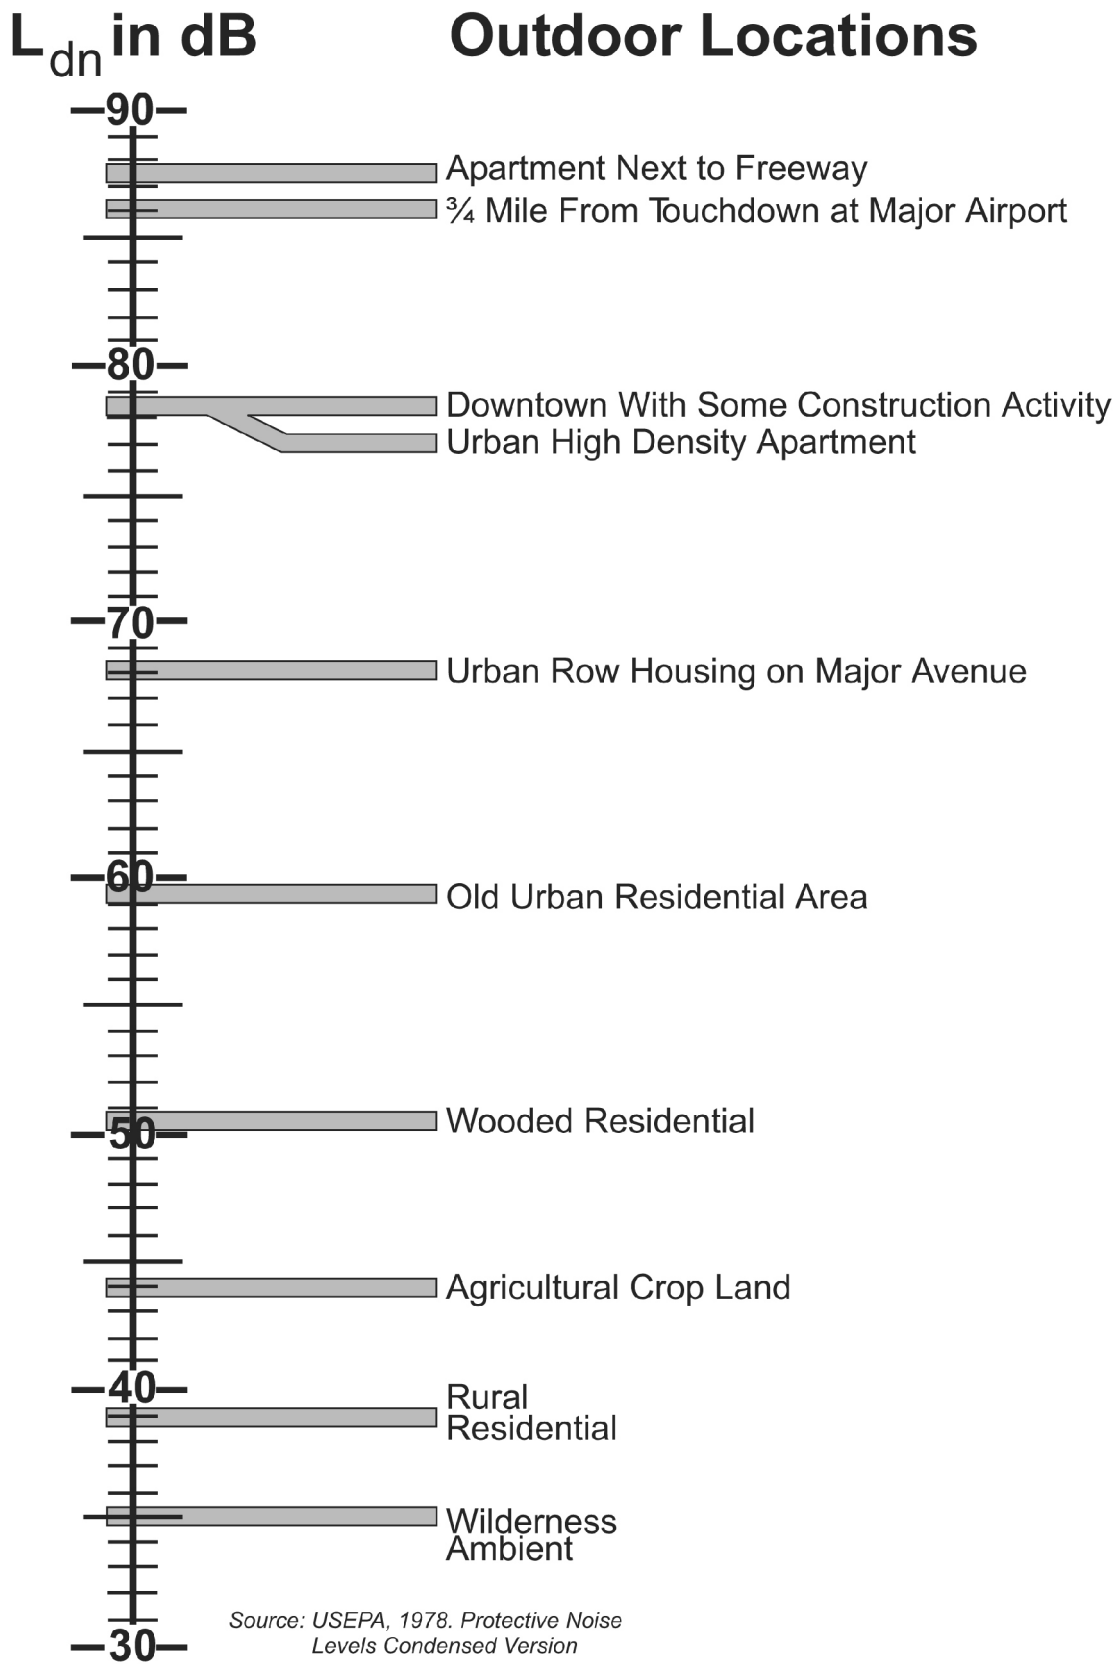 Ldn in dB Outdoor Locations
90
Apartment Next to Freeway
¾ Mile From Touchdown at Major Airport
80
Downtown With Some Construction Activity
Urban High Density Apartment
70
Urban Row Housing on Major Avenue
60
Old Urban Residential Area
Wooded Residential
50
Agricultural Crop Land
40
Rural
Residential
Wilderness
Ambient
Source: USEPA, 1978. Protective Noise
Levels Condensed Version
30